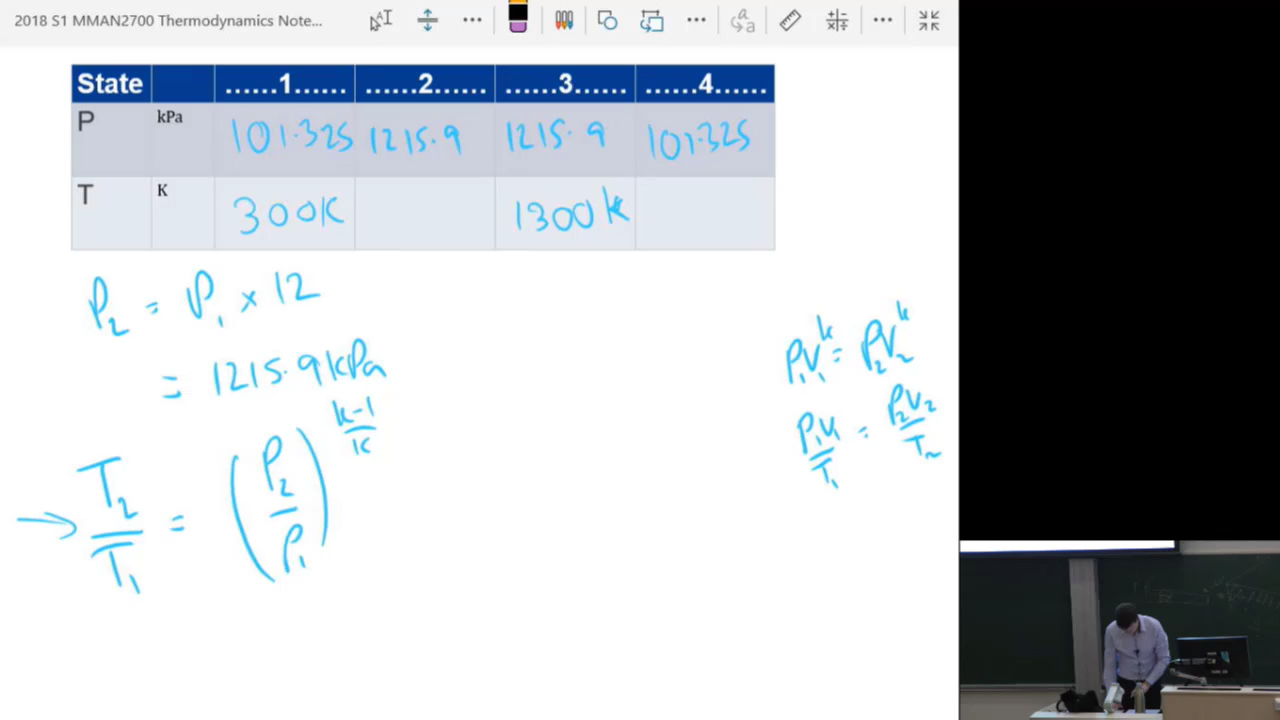 2018 S1 MMAN2700 Thermodynamics Note...
State ......1...... ......2...... ......3...... ......4......
P kPa 101.325 1215.9 1215.9 101.325
T K 300K 1300k
P₂ = P₁ × 12
= 1215.9kPa
T₂/T₁ = (P₂/P₁)^((k-1)/k)
P₁V₁^k = P₂V₂^k
P₁V₁/T₁ = P₂V₂/T₂